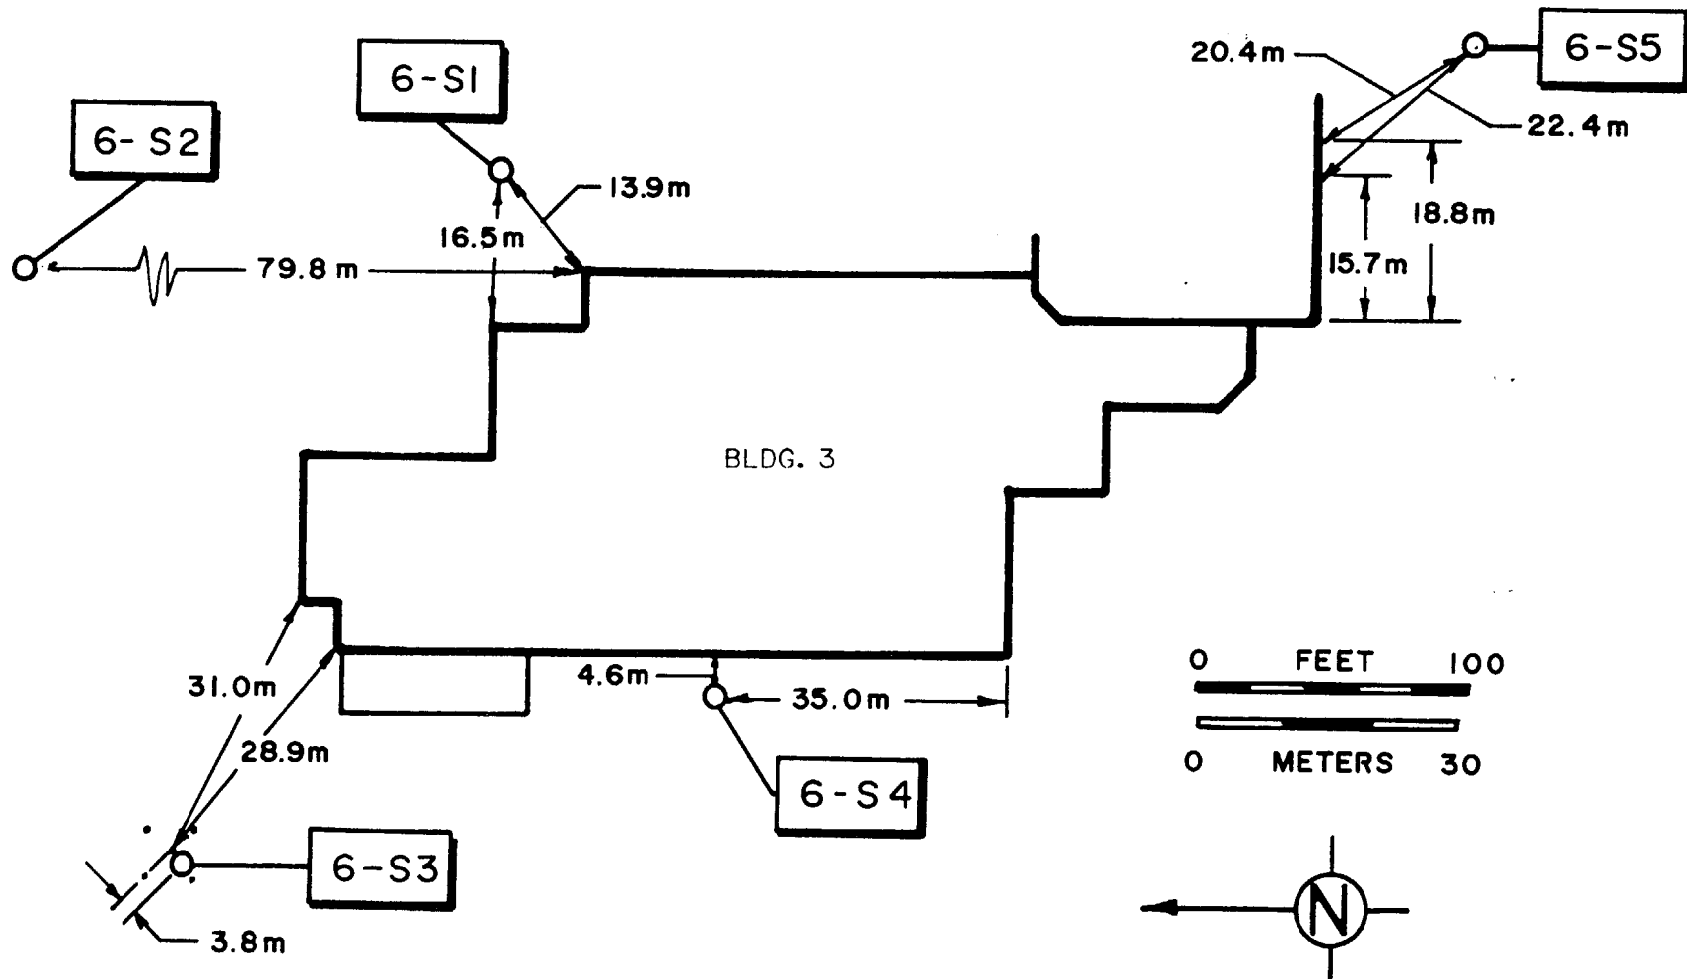 6-S1
6-S2
6-S5
20.4m
22.4m
13.9m
16.5m
79.8m
18.8m
15.7m
BLDG. 3
31.0m
28.9m
4.6m
35.0m
6-S4
6-S3
3.8m
0 FEET 100
0 METERS 30
N